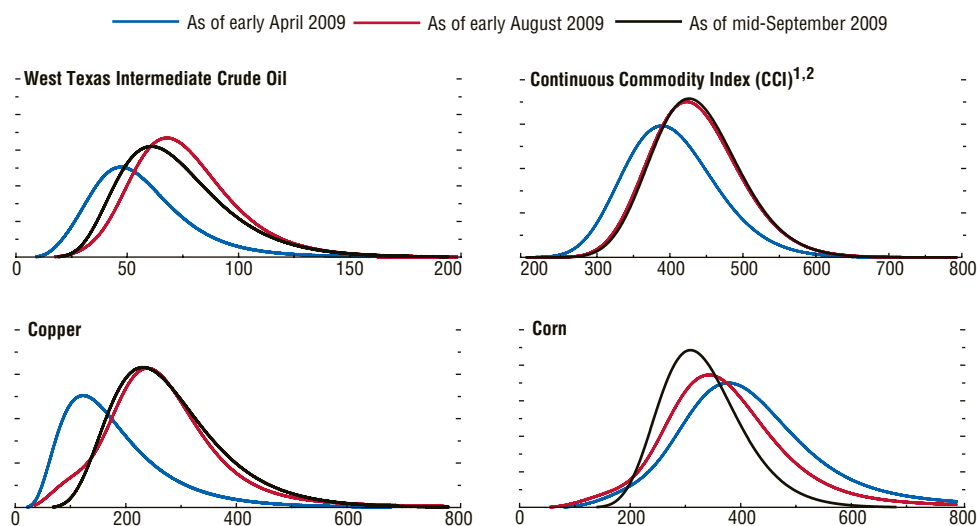 As of early April 2009 As of early August 2009 As of mid-September 2009
West Texas Intermediate Crude Oil
0 50 100 150 200
Continuous Commodity Index (CCI)1,2
200 300 400 500 600 700 800
Copper
0 200 400 600 800
Corn
0 200 400 600 800